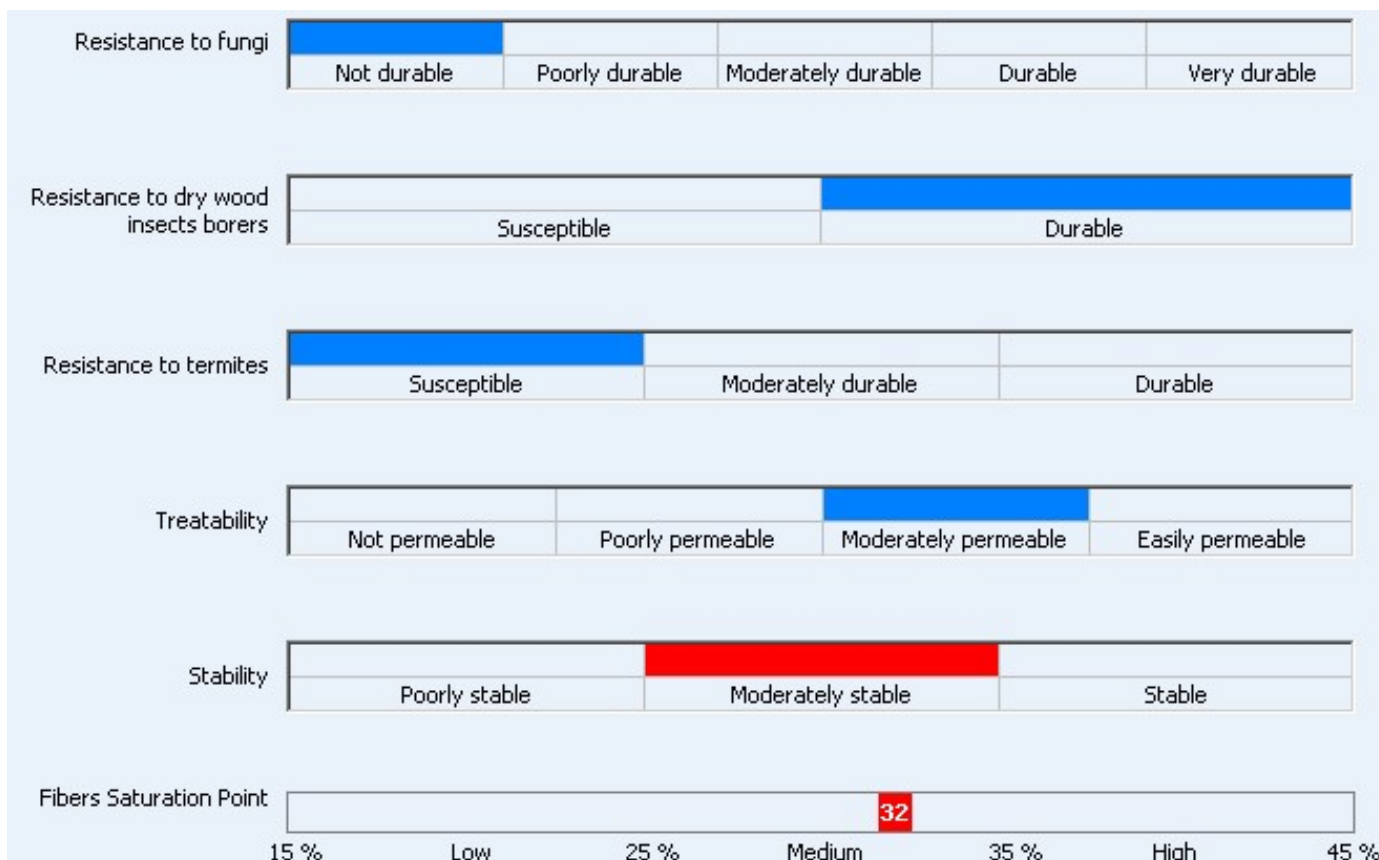 Resistance to fungi
Not durable Poorly durable Moderately durable Durable Very durable
Resistance to dry wood
insects borers
Susceptible Durable
Resistance to termites
Susceptible Moderately durable Durable
Treatability
Not permeable Poorly permeable Moderately permeable Easily permeable
Stability
Poorly stable Moderately stable Stable
Fibers Saturation Point
32
15 % Low 25 % Medium 35 % High 45 %